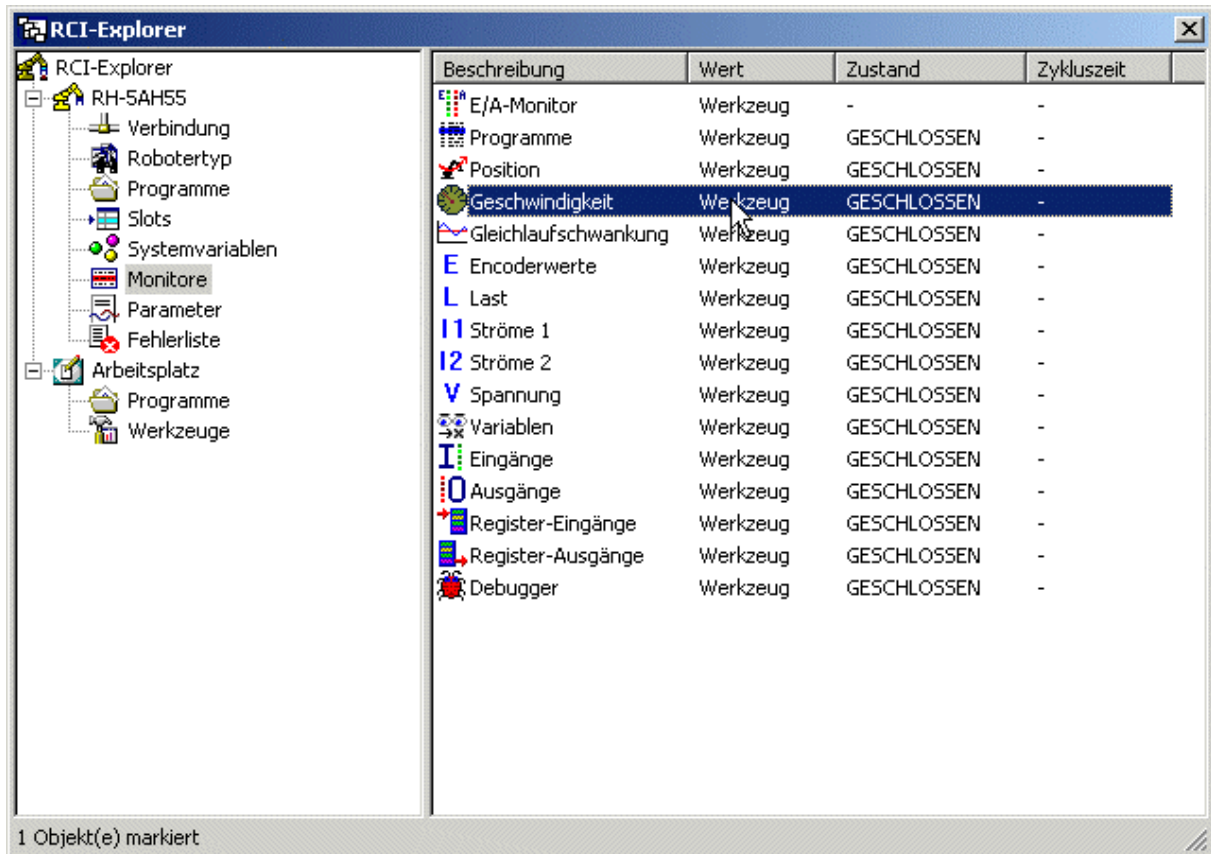 RCI-Explorer
RCI-Explorer
RH-5AH55
Verbindung
Robotertyp
Programme
Slots
Systemvariablen
Monitore
Parameter
Fehlerliste
Arbeitsplatz
Programme
Werkzeuge
Beschreibung Wert Zustand Zykluszeit
E/A-Monitor Werkzeug - -
Programme Werkzeug GESCHLOSSEN -
Position Werkzeug GESCHLOSSEN -
Geschwindigkeit Werkzeug GESCHLOSSEN -
Gleichlaufschwankung Werkzeug GESCHLOSSEN -
E Encoderwerte Werkzeug GESCHLOSSEN -
L Last Werkzeug GESCHLOSSEN -
I1 Ströme 1 Werkzeug GESCHLOSSEN -
I2 Ströme 2 Werkzeug GESCHLOSSEN -
V Spannung Werkzeug GESCHLOSSEN -
Variablen Werkzeug GESCHLOSSEN -
I Eingänge Werkzeug GESCHLOSSEN -
O Ausgänge Werkzeug GESCHLOSSEN -
Register-Eingänge Werkzeug GESCHLOSSEN -
Register-Ausgänge Werkzeug GESCHLOSSEN -
Debugger Werkzeug GESCHLOSSEN -
1 Objekt(e) markiert